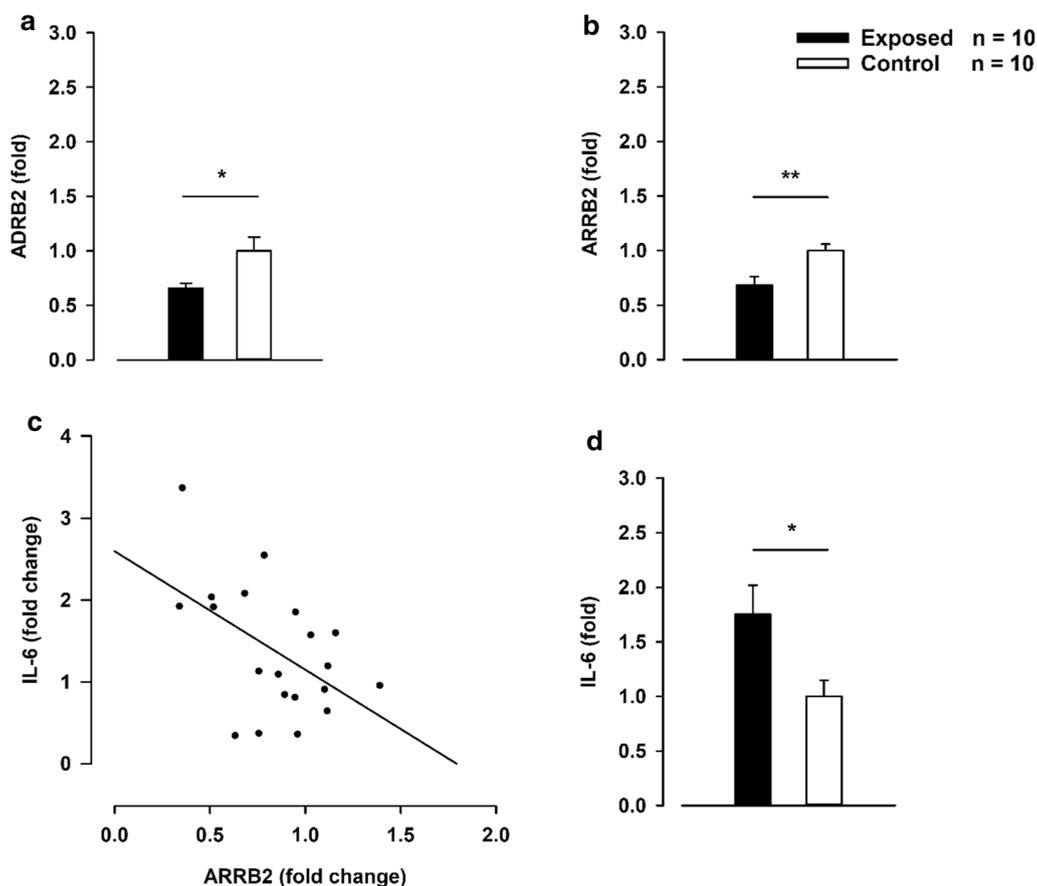 a
3.0
2.5
2.0
1.5
1.0
0.5
0.0
ADRB2 (fold)
*
b
3.0
2.5
2.0
1.5
1.0
0.5
0.0
ARRB2 (fold)
**
Exposed n = 10
Control n = 10
c
4
3
2
1
0
IL-6 (fold change)
0.0 0.5 1.0 1.5 2.0
ARRB2 (fold change)
d
3.0
2.5
2.0
1.5
1.0
0.5
0.0
IL-6 (fold)
*